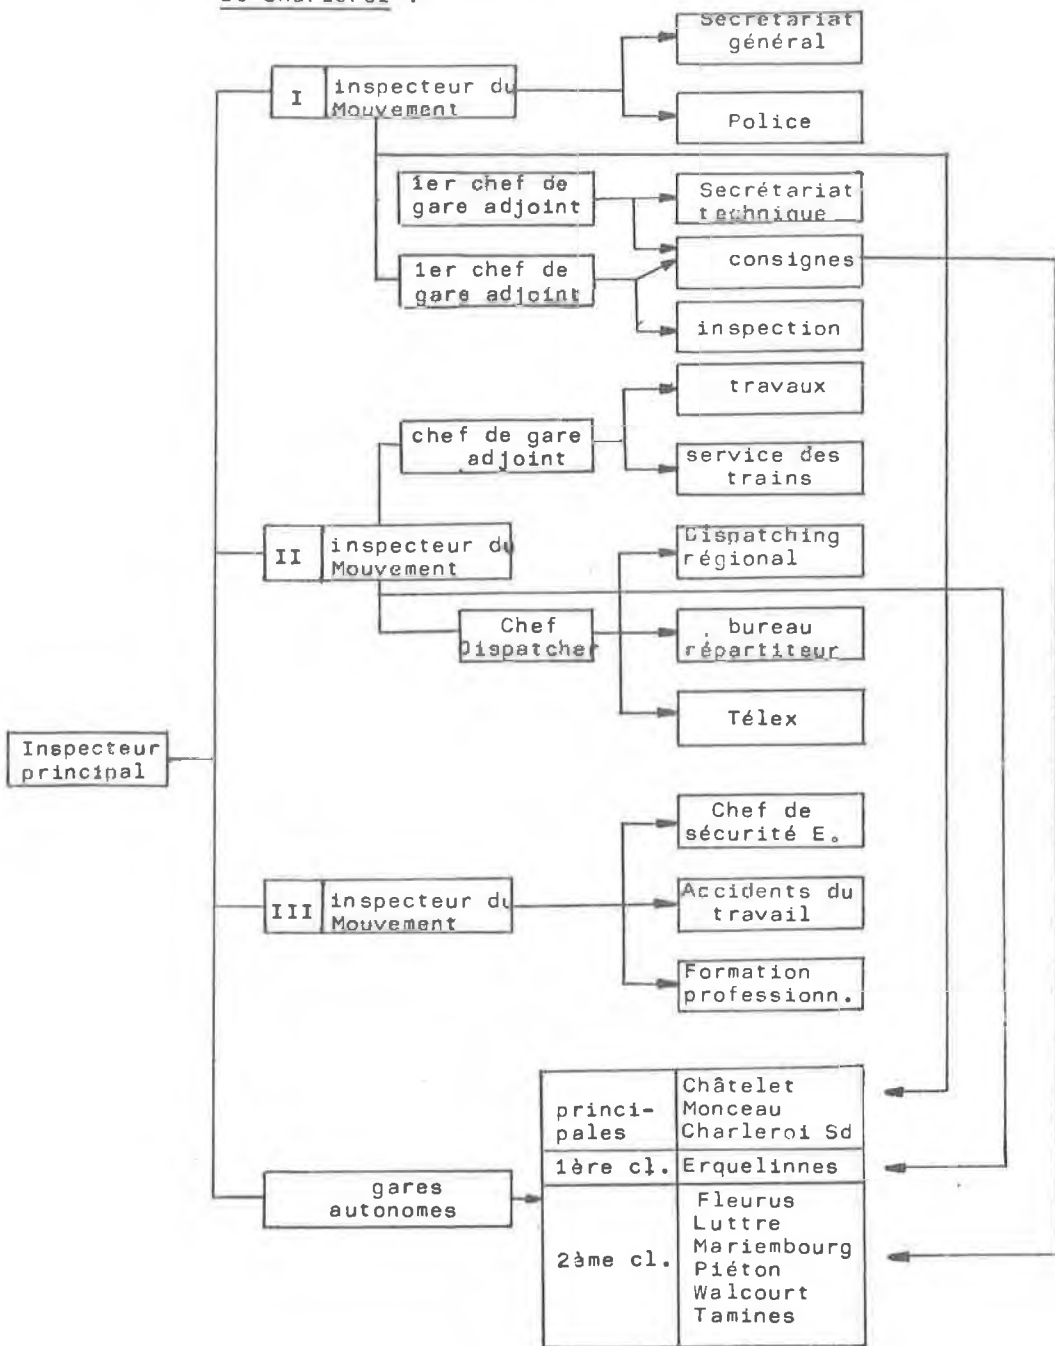 de Charleroi :
Secrétariat
général
I
inspecteur du
Mouvement
Police
1er chef de
gare adjoint
Secrétariat
technique
consignes
1er chef de
gare adjoint
inspection
travaux
chef de gare
adjoint
service des
trains
II
inspecteur du
Mouvement
Dispatching
régional
Chef
Dispatcher
bureau
répartiteur
Télex
Inspecteur
principal
Chef de
sécurité E.
III
inspecteur du
Mouvement
Accidents du
travail
Formation
professionn.
gares
autonomes
princi-
pales
Châtelet
Monceau
Charleroi Sd
1ère cl.
Erquelinnes
2ème cl.
Fleurus
Luttre
Mariembourg
Piéton
Walcourt
Tamines